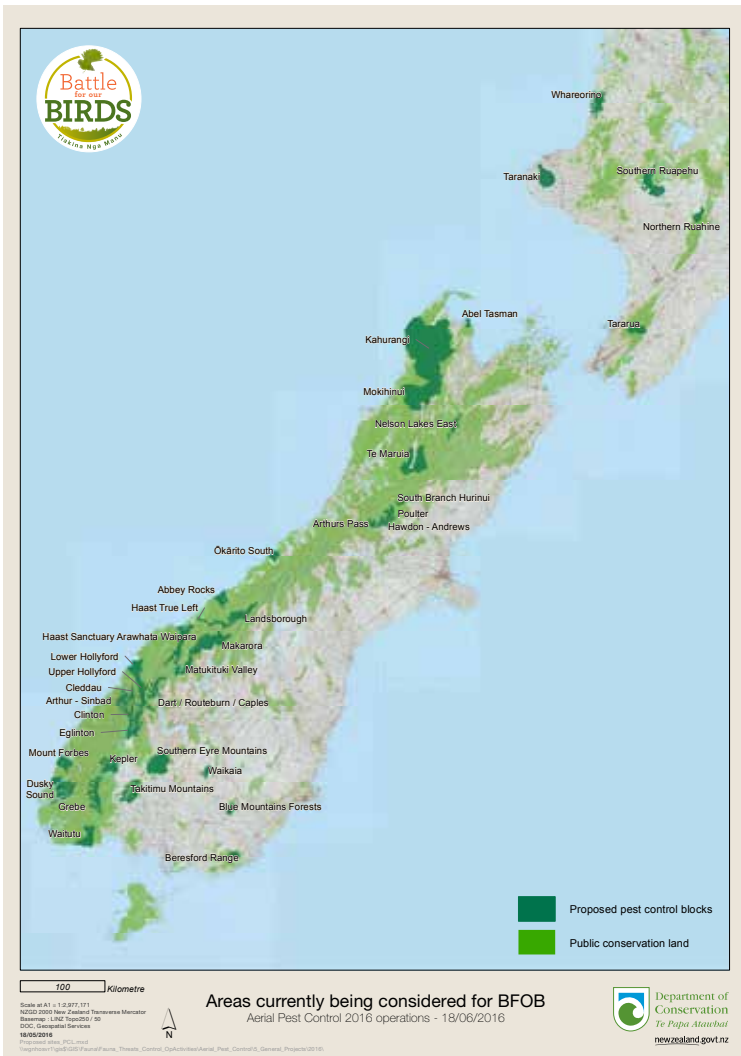 Battle
for our
BIRDS
Tiakina Nga Manu
Whareorino
Taranaki
Southern Ruapehu
Northern Ruahine
Tararua
Abel Tasman
Kahurangi
Mokihinui
Nelson Lakes East
Te Maruia
South Branch Hurinui
Poulter
Arthurs Pass
Hawdon - Andrews
Ōkārito South
Abbey Rocks
Haast True Left
Landsborough
Haast Sanctuary Arawhata Waipara
Makarora
Lower Hollyford
Upper Hollyford
Matukituki Valley
Cleddau
Arthur - Sinbad
Dart / Routeburn / Caples
Clinton
Eglinton
Mount Forbes
Southern Eyre Mountains
Kepler
Waikaia
Dusky
Sound
Takitimu Mountains
Grebe
Blue Mountains Forests
Waitutu
Beresford Range
Proposed pest control blocks
Public conservation land
100 Kilometre
Scale at A1 = 1:2,977,171
NZGD 2000 New Zealand Transverse Mercator
Basemap : LINZ Topo250 / 50
DOC, Geospatial Services
18/05/2016
Proposed sites_PCL.mxd
N
Areas currently being considered for BFOB
Aerial Pest Control 2016 operations - 18/06/2016
Department of
Conservation
Te Papa Atawhai
newzealand.govt.nz